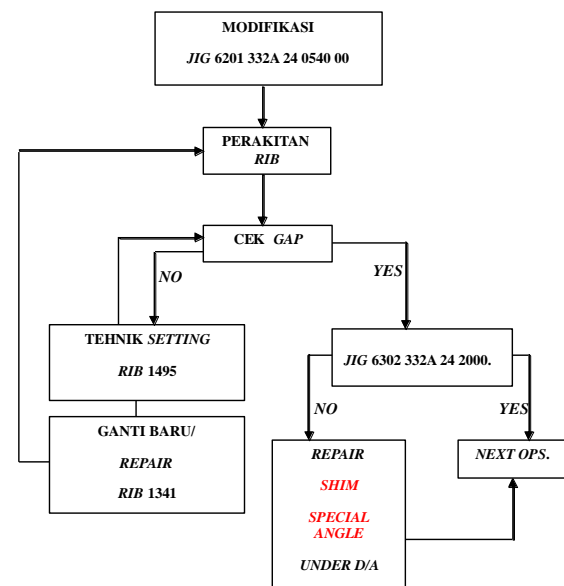 MODIFIKASI
JIG 6201 332A 24 0540 00
PERAKITAN
RIB
CEK GAP
NO
YES
TEHNIK SETTING
RIB 1495
JIG 6302 332A 24 2000.
GANTI BARU/
REPAIR
RIB 1341
NO
YES
REPAIR
SHIM
SPECIAL
ANGLE
UNDER D/A
NEXT OPS.